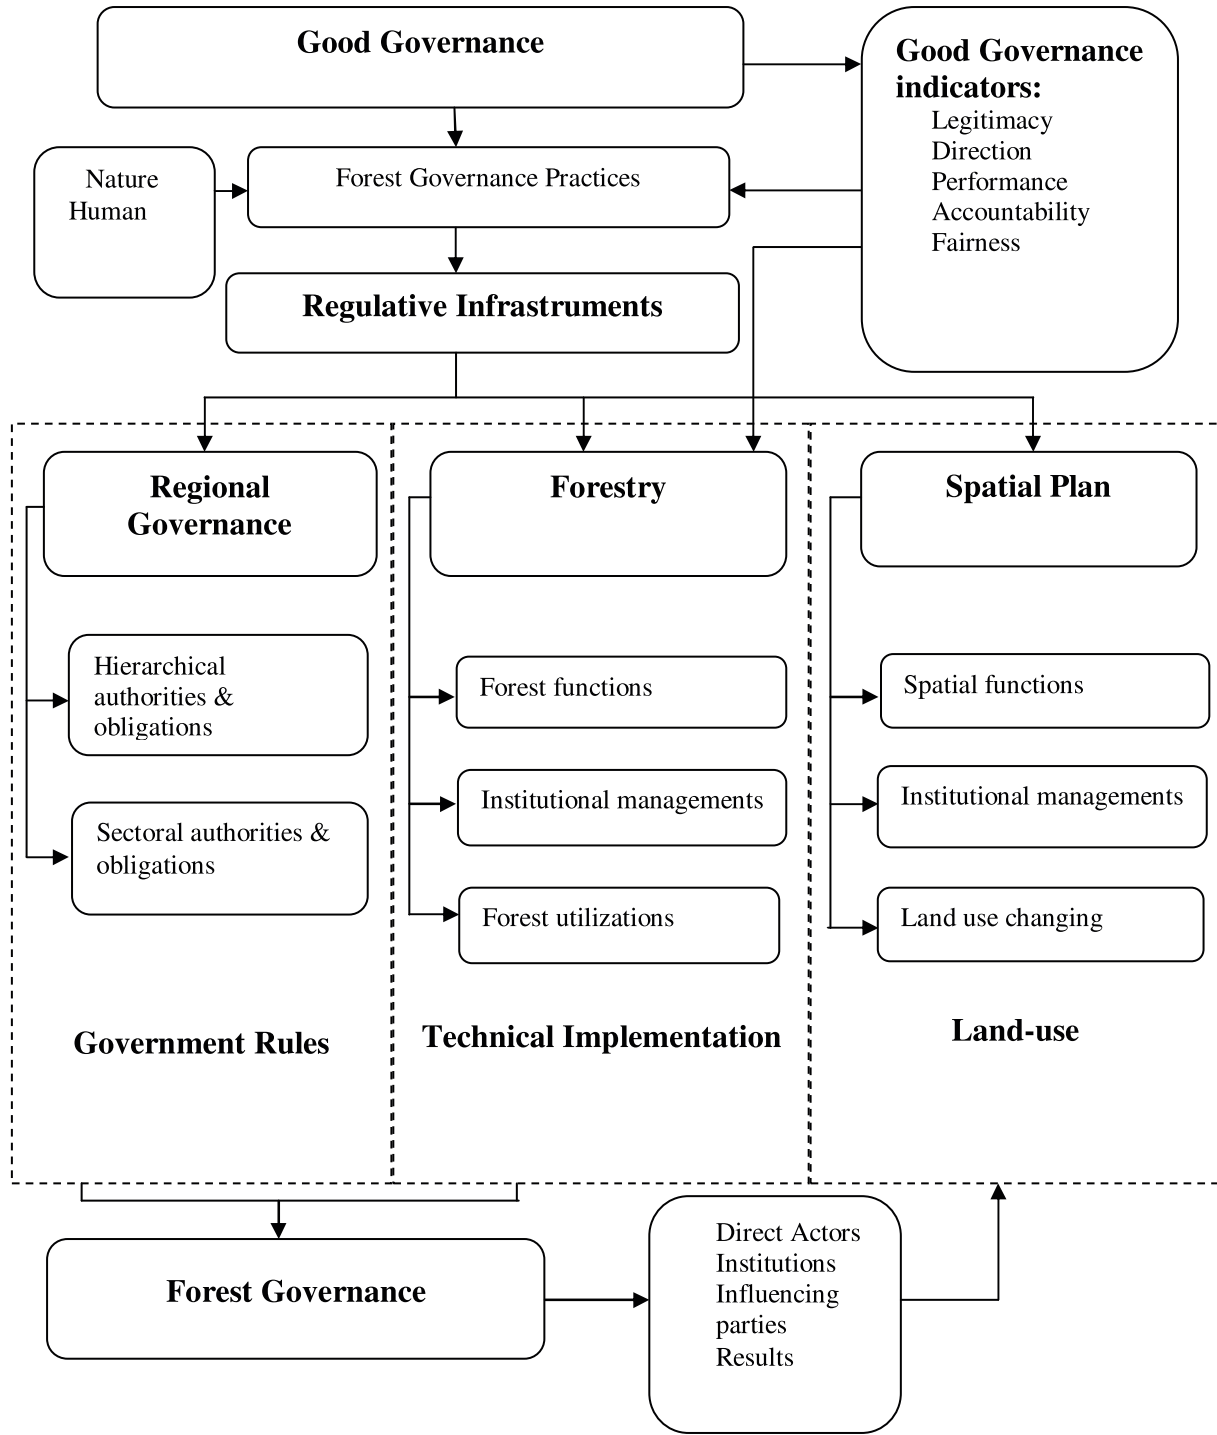 Good Governance
Good Governance
indicators:
Legitimacy
Direction
Performance
Accountability
Fairness
Nature
Human
Forest Governance Practices
Regulative Infrastruments
Regional
Governance
Hierarchical
authorities &
obligations
Sectoral authorities &
obligations
Government Rules
Forestry
Forest functions
Institutional managements
Forest utilizations
Technical Implementation
Spatial Plan
Spatial functions
Institutional managements
Land use changing
Land-use
Forest Governance
Direct Actors
Institutions
Influencing
parties
Results